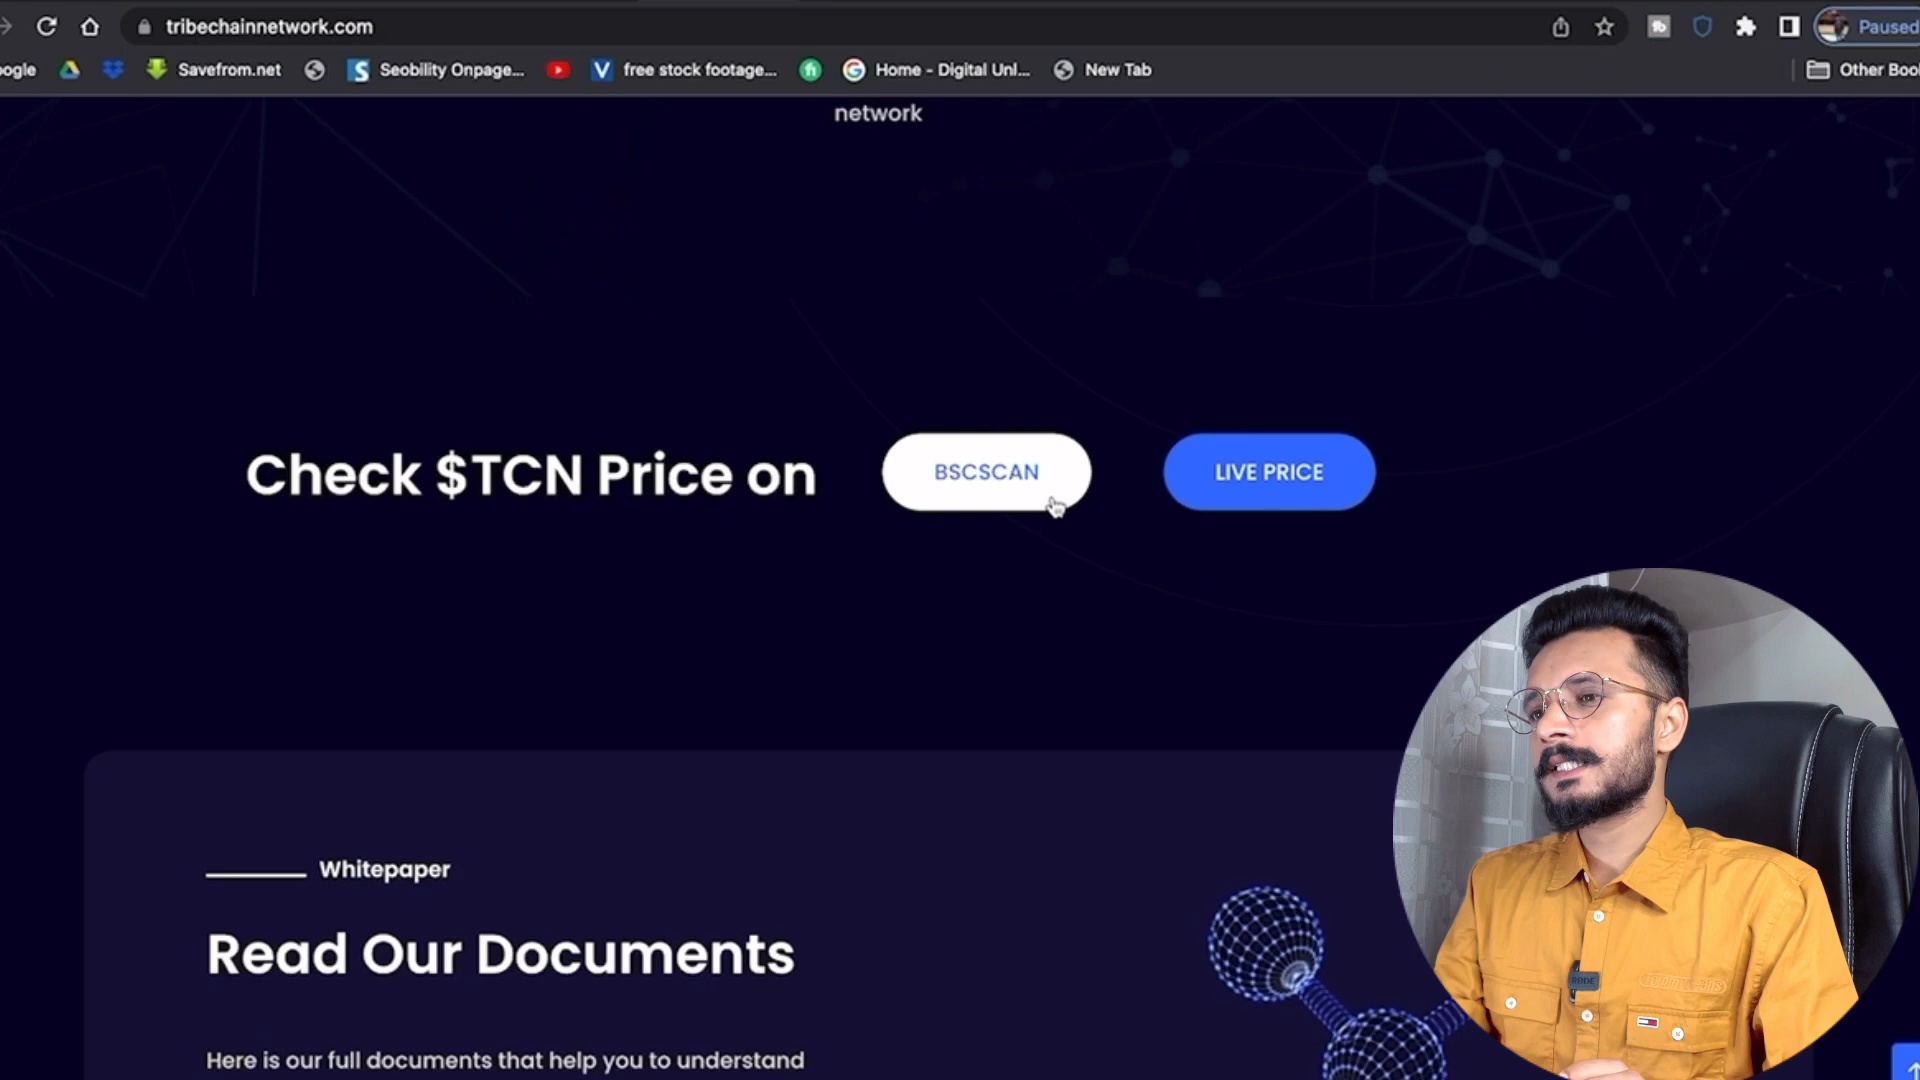 tribechainnetwork.com
Paused
oogle
Savefrom.net
Seobility Onpage...
free stock footage...
Home - Digital Unl...
New Tab
Other Boo
network
Check $TCN Price on
BSCSCAN
LIVE PRICE
Whitepaper
Read Our Documents
Here is our full documents that help you to understand
RODE